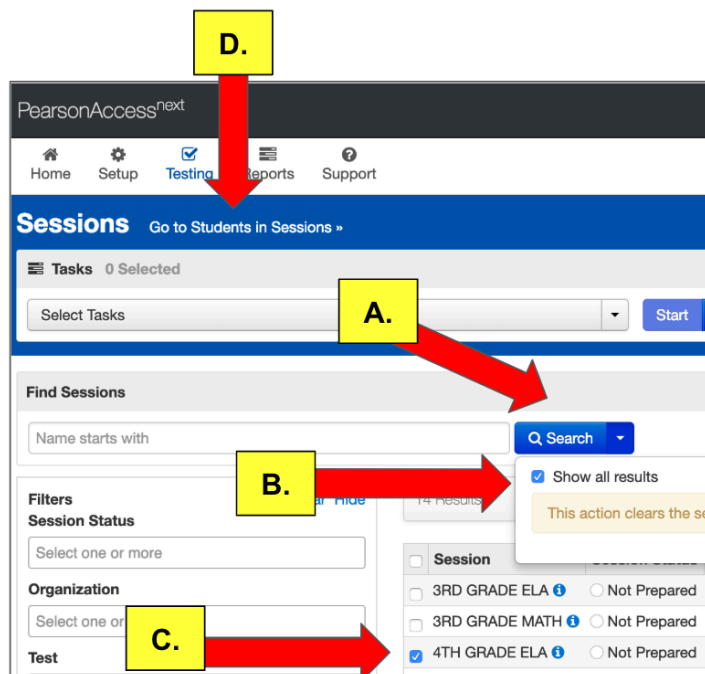 D.
PearsonAccessnext
Home Setup Testing Reports Support
Sessions Go to Students in Sessions »
Tasks 0 Selected
A.
Select Tasks Start
Find Sessions
Name starts with Search
B.
Show all results
Filters Hide 14 Results
This action clears the se
Session Status
Select one or more
Session Session Status
Organization
3RD GRADE ELA Not Prepared
Select one or
3RD GRADE MATH Not Prepared
C.
Test
4TH GRADE ELA Not Prepared